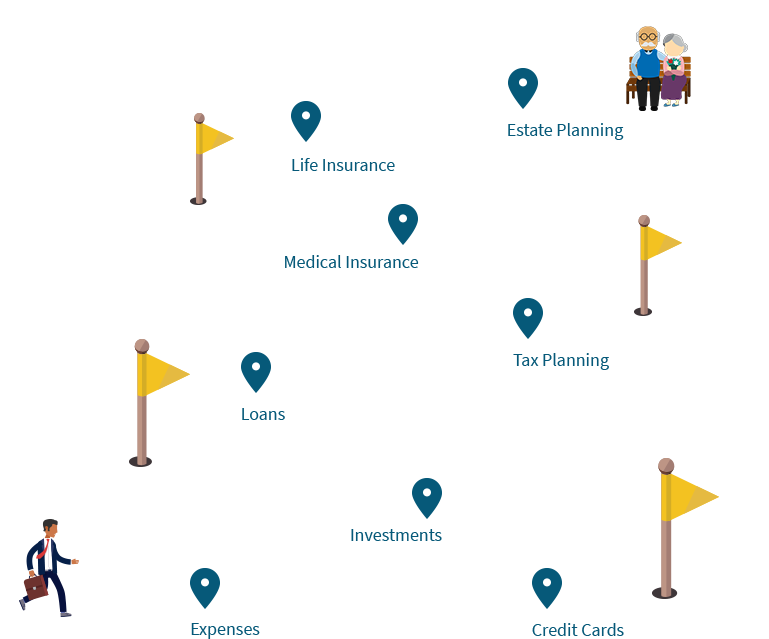 Estate Planning
Life Insurance
Medical Insurance
Tax Planning
Loans
Investments
Expenses
Credit Cards